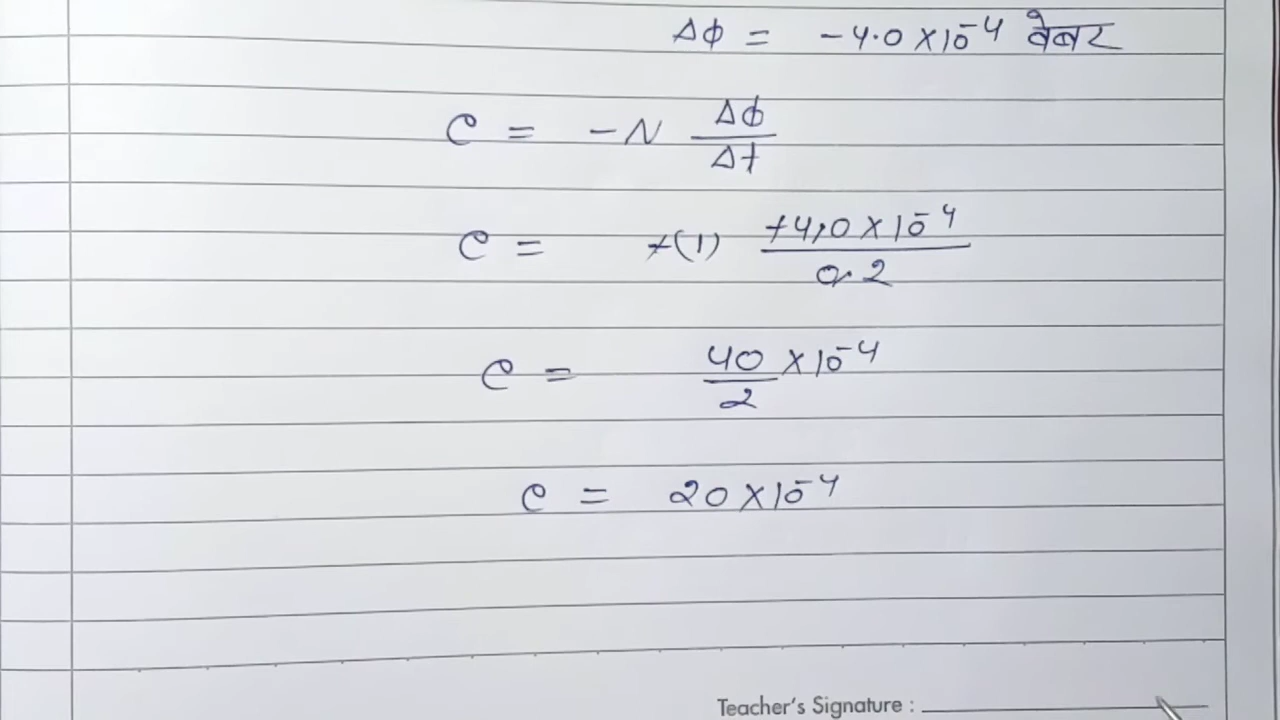 Δφ = -4.0 × 10⁻⁴ वेबर
e = -N Δφ/Δt
e = +(1) +4.0 × 10⁻⁴/0.2
e = 40/2 × 10⁻⁴
e = 20 × 10⁻⁴
Teacher's Signature :